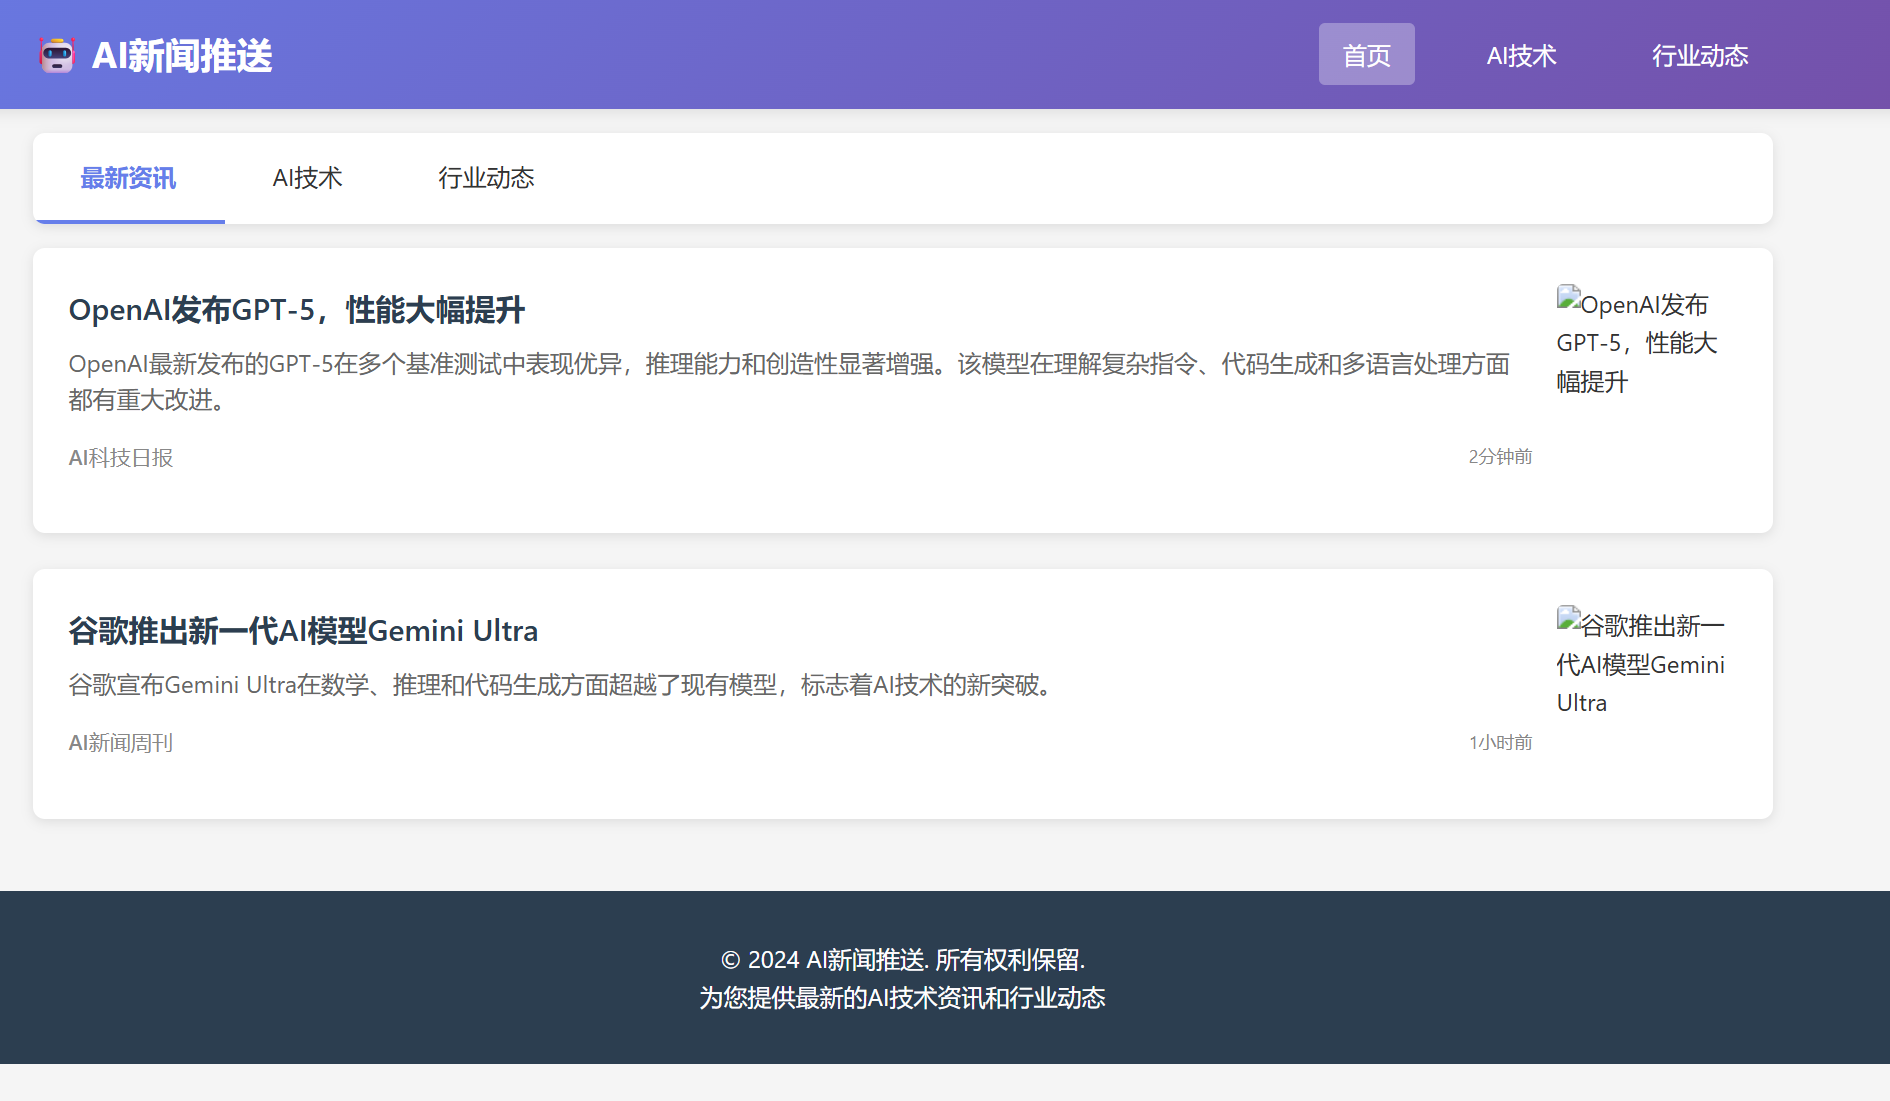 AI新闻推送
首页
AI技术
行业动态
最新资讯
AI技术
行业动态
OpenAI发布GPT-5，性能大幅提升
OpenAI最新发布的GPT-5在多个基准测试中表现优异，推理能力和创造性显著增强。该模型在理解复杂指令、代码生成和多语言处理方面
都有重大改进。
AI科技日报
2分钟前
OpenAI发布
GPT-5，性能大
幅提升
谷歌推出新一代AI模型Gemini Ultra
谷歌宣布Gemini Ultra在数学、推理和代码生成方面超越了现有模型，标志着AI技术的新突破。
AI新闻周刊
1小时前
谷歌推出新一
代AI模型Gemini
Ultra
© 2024 AI新闻推送. 所有权利保留.
为您提供最新的AI技术资讯和行业动态